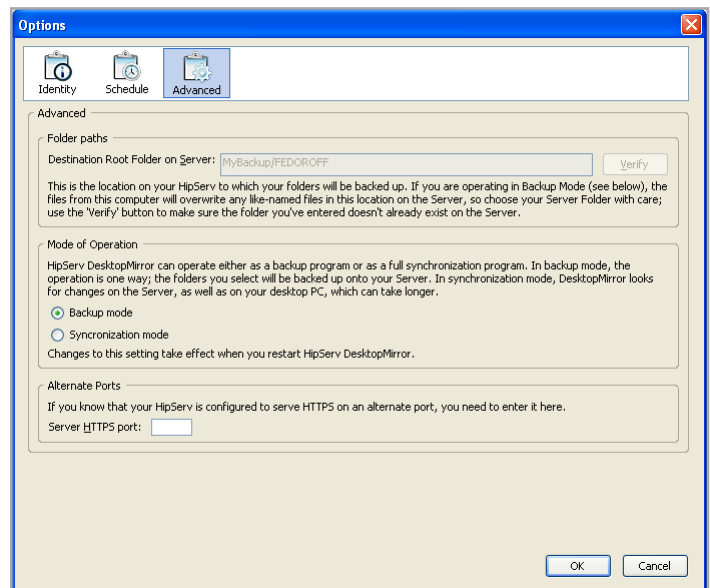 Options
Identity
Schedule
Advanced
Advanced
Folder paths
Destination Root Folder on Server: MyBackup/FEDOROFF Verify
This is the location on your HipServ to which your folders will be backed up. If you are operating in Backup Mode (see below), the
files from this computer will overwrite any like-named files in this location on the Server, so choose your Server Folder with care;
use the 'Verify' button to make sure the folder you've entered doesn't already exist on the Server.
Mode of Operation
HipServ DesktopMirror can operate either as a backup program or as a full synchronization program. In backup mode, the
operation is one way; the folders you select will be backed up onto your Server. In synchronization mode, DesktopMirror looks
for changes on the Server, as well as on your desktop PC, which can take longer.
Backup mode
Syncronization mode
Changes to this setting take effect when you restart HipServ DesktopMirror.
Alternate Ports
If you know that your HipServ is configured to serve HTTPS on an alternate port, you need to enter it here.
Server HTTPS port:
OK Cancel